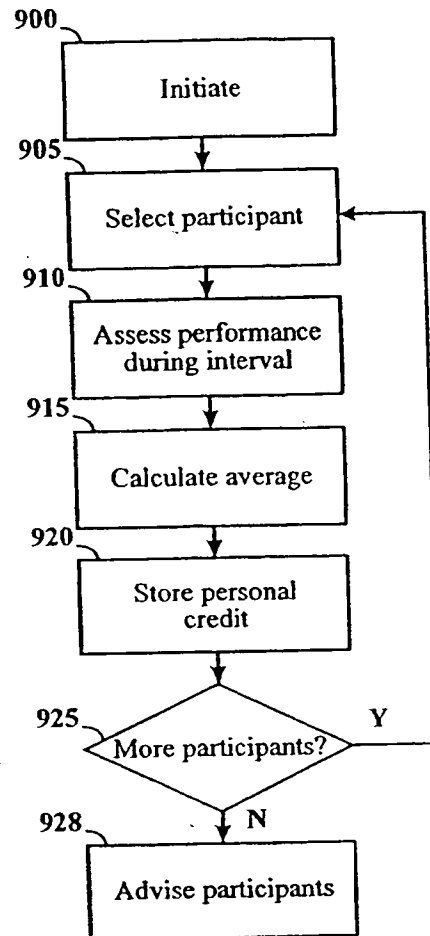 900
Initiate
905
Select participant
910
Assess performance
during interval
915
Calculate average
920
Store personal
credit
925
More participants?
Y
N
928
Advise participants